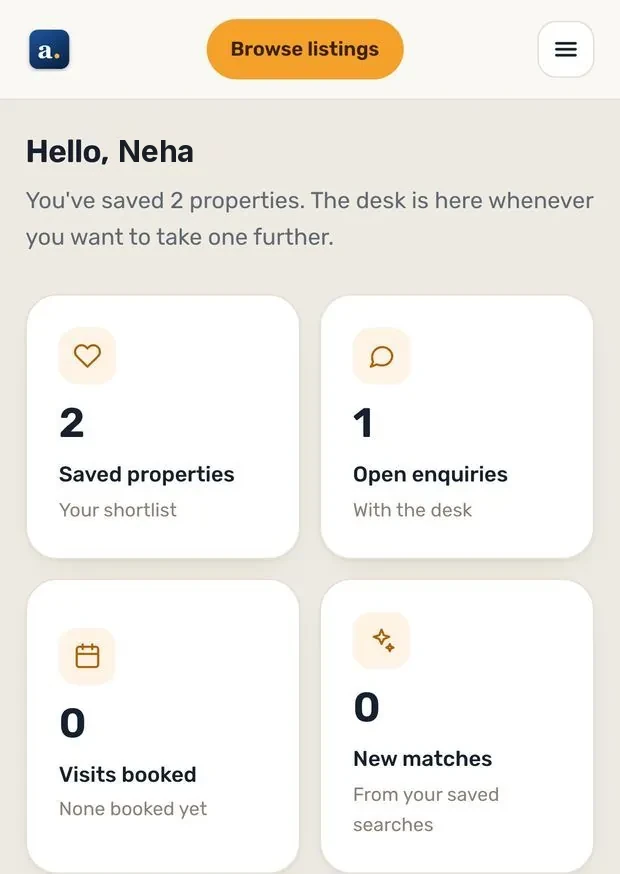 a.
Browse listings
Hello, Neha
You've saved 2 properties. The desk is here whenever
you want to take one further.
2
Saved properties
Your shortlist
1
Open enquiries
With the desk
0
Visits booked
None booked yet
0
New matches
From your saved
searches